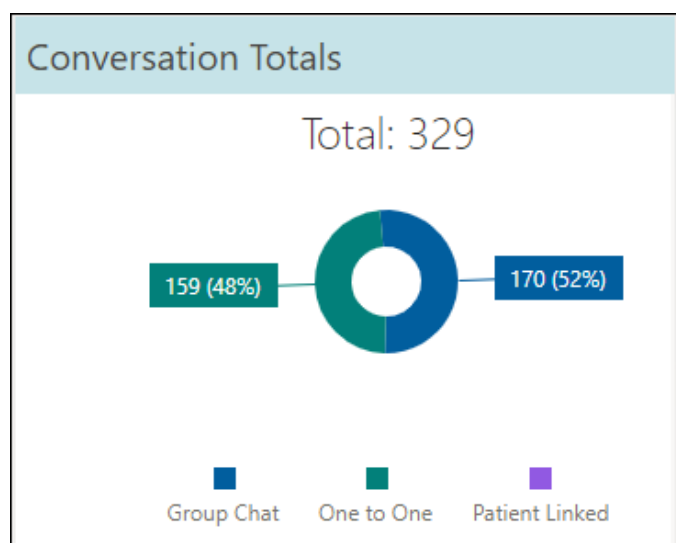 Conversation Totals
Total: 329
159 (48%)
170 (52%)
Group Chat
One to One
Patient Linked